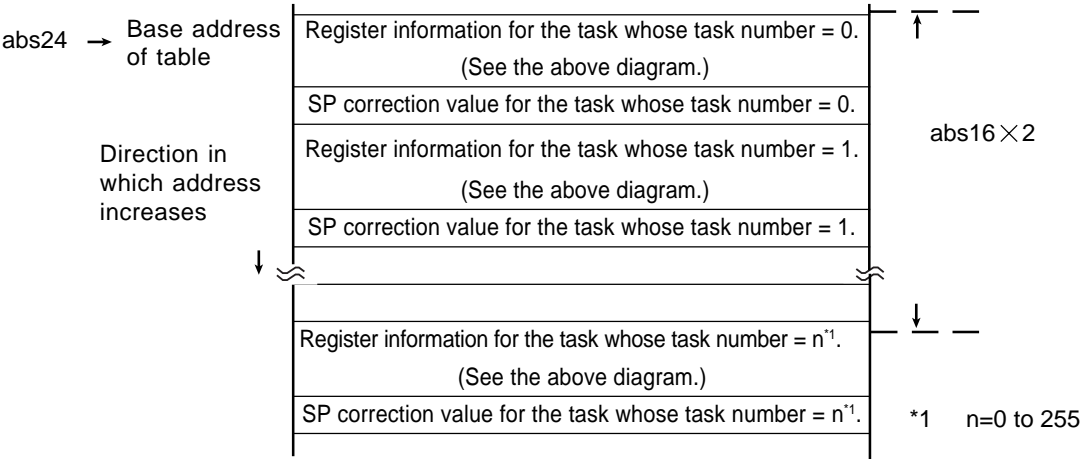 abs24 → Base address
of table
Register information for the task whose task number = 0.
(See the above diagram.)
SP correction value for the task whose task number = 0.
abs16×2
Direction in
which address
increases
Register information for the task whose task number = 1.
(See the above diagram.)
SP correction value for the task whose task number = 1.
Register information for the task whose task number = n*1.
(See the above diagram.)
SP correction value for the task whose task number = n*1.
*1 n=0 to 255